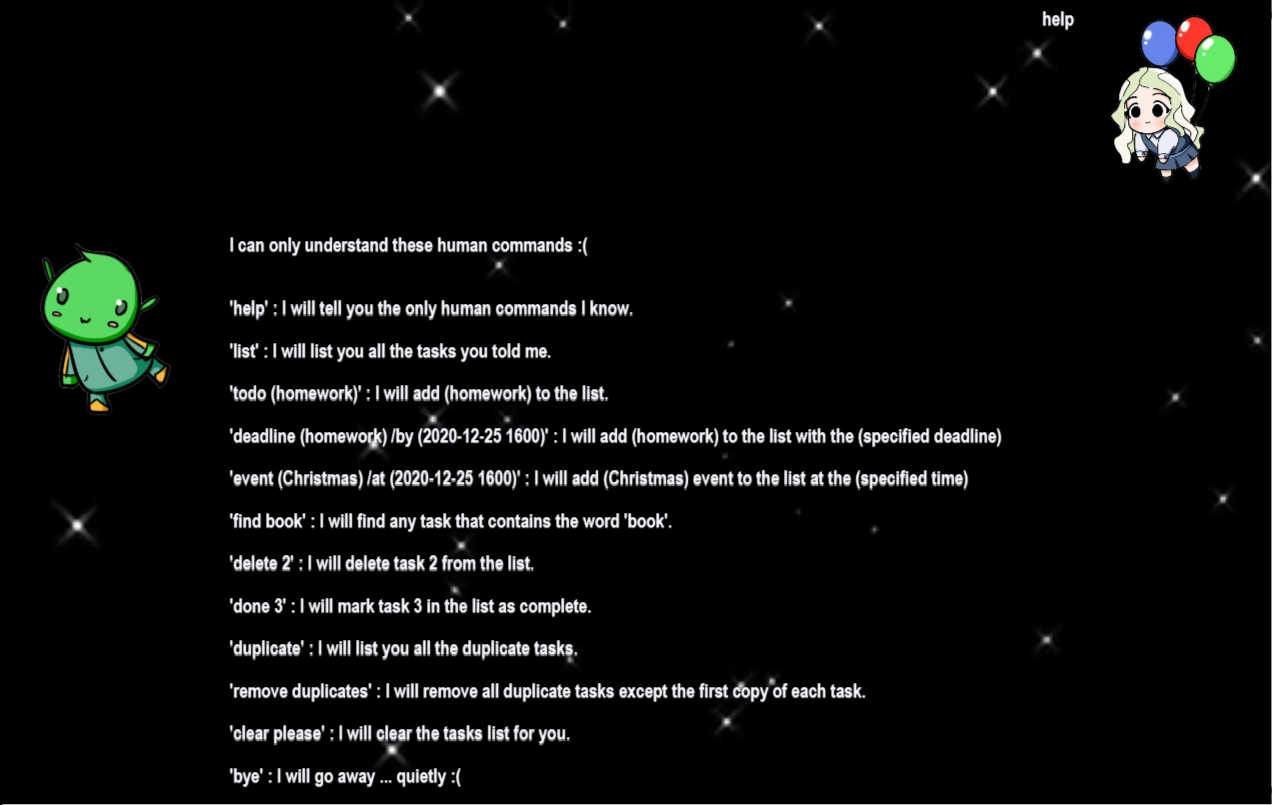 help
I can only understand these human commands :(
'help' : I will tell you the only human commands I know.
'list' : I will list you all the tasks you told me.
'todo (homework)' : I will add (homework) to the list.
'deadline (homework) /by (2020-12-25 1600)' : I will add (homework) to the list with the (specified deadline)
'event (Christmas) /at (2020-12-25 1600)' : I will add (Christmas) event to the list at the (specified time)
'find book' : I will find any task that contains the word 'book'.
'delete 2' : I will delete task 2 from the list.
'done 3' : I will mark task 3 in the list as complete.
'duplicate' : I will list you all the duplicate tasks.
'remove duplicates' : I will remove all duplicate tasks except the first copy of each task.
'clear please' : I will clear the tasks list for you.
'bye' : I will go away ... quietly :(